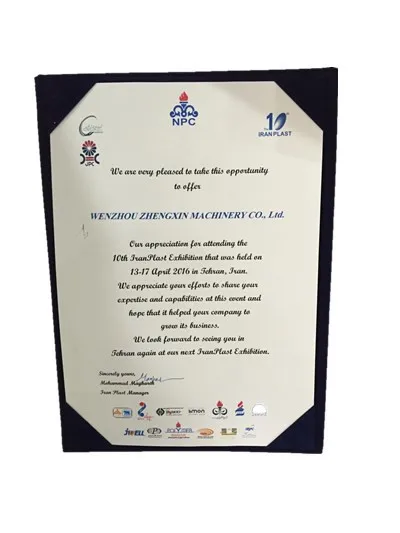 NPC
10
IRAN PLAST
JPC
We are very pleased to take this opportunity
to offer
WENZHOU ZHENGXIN MACHINERY CO., Ltd.
Our appreciation for attending the
10th IranPlast Exhibition that was held on
13-17 April 2016 in Tehran, Iran.
We appreciate your efforts to share your
expertise and capabilities at this event and
hope that it helped your company to
grow its business.
We look forward to seeing you in
Tehran again at our next IranPlast Exhibition.
Sincerely yours,
Mohammad
Iran Plast Manager